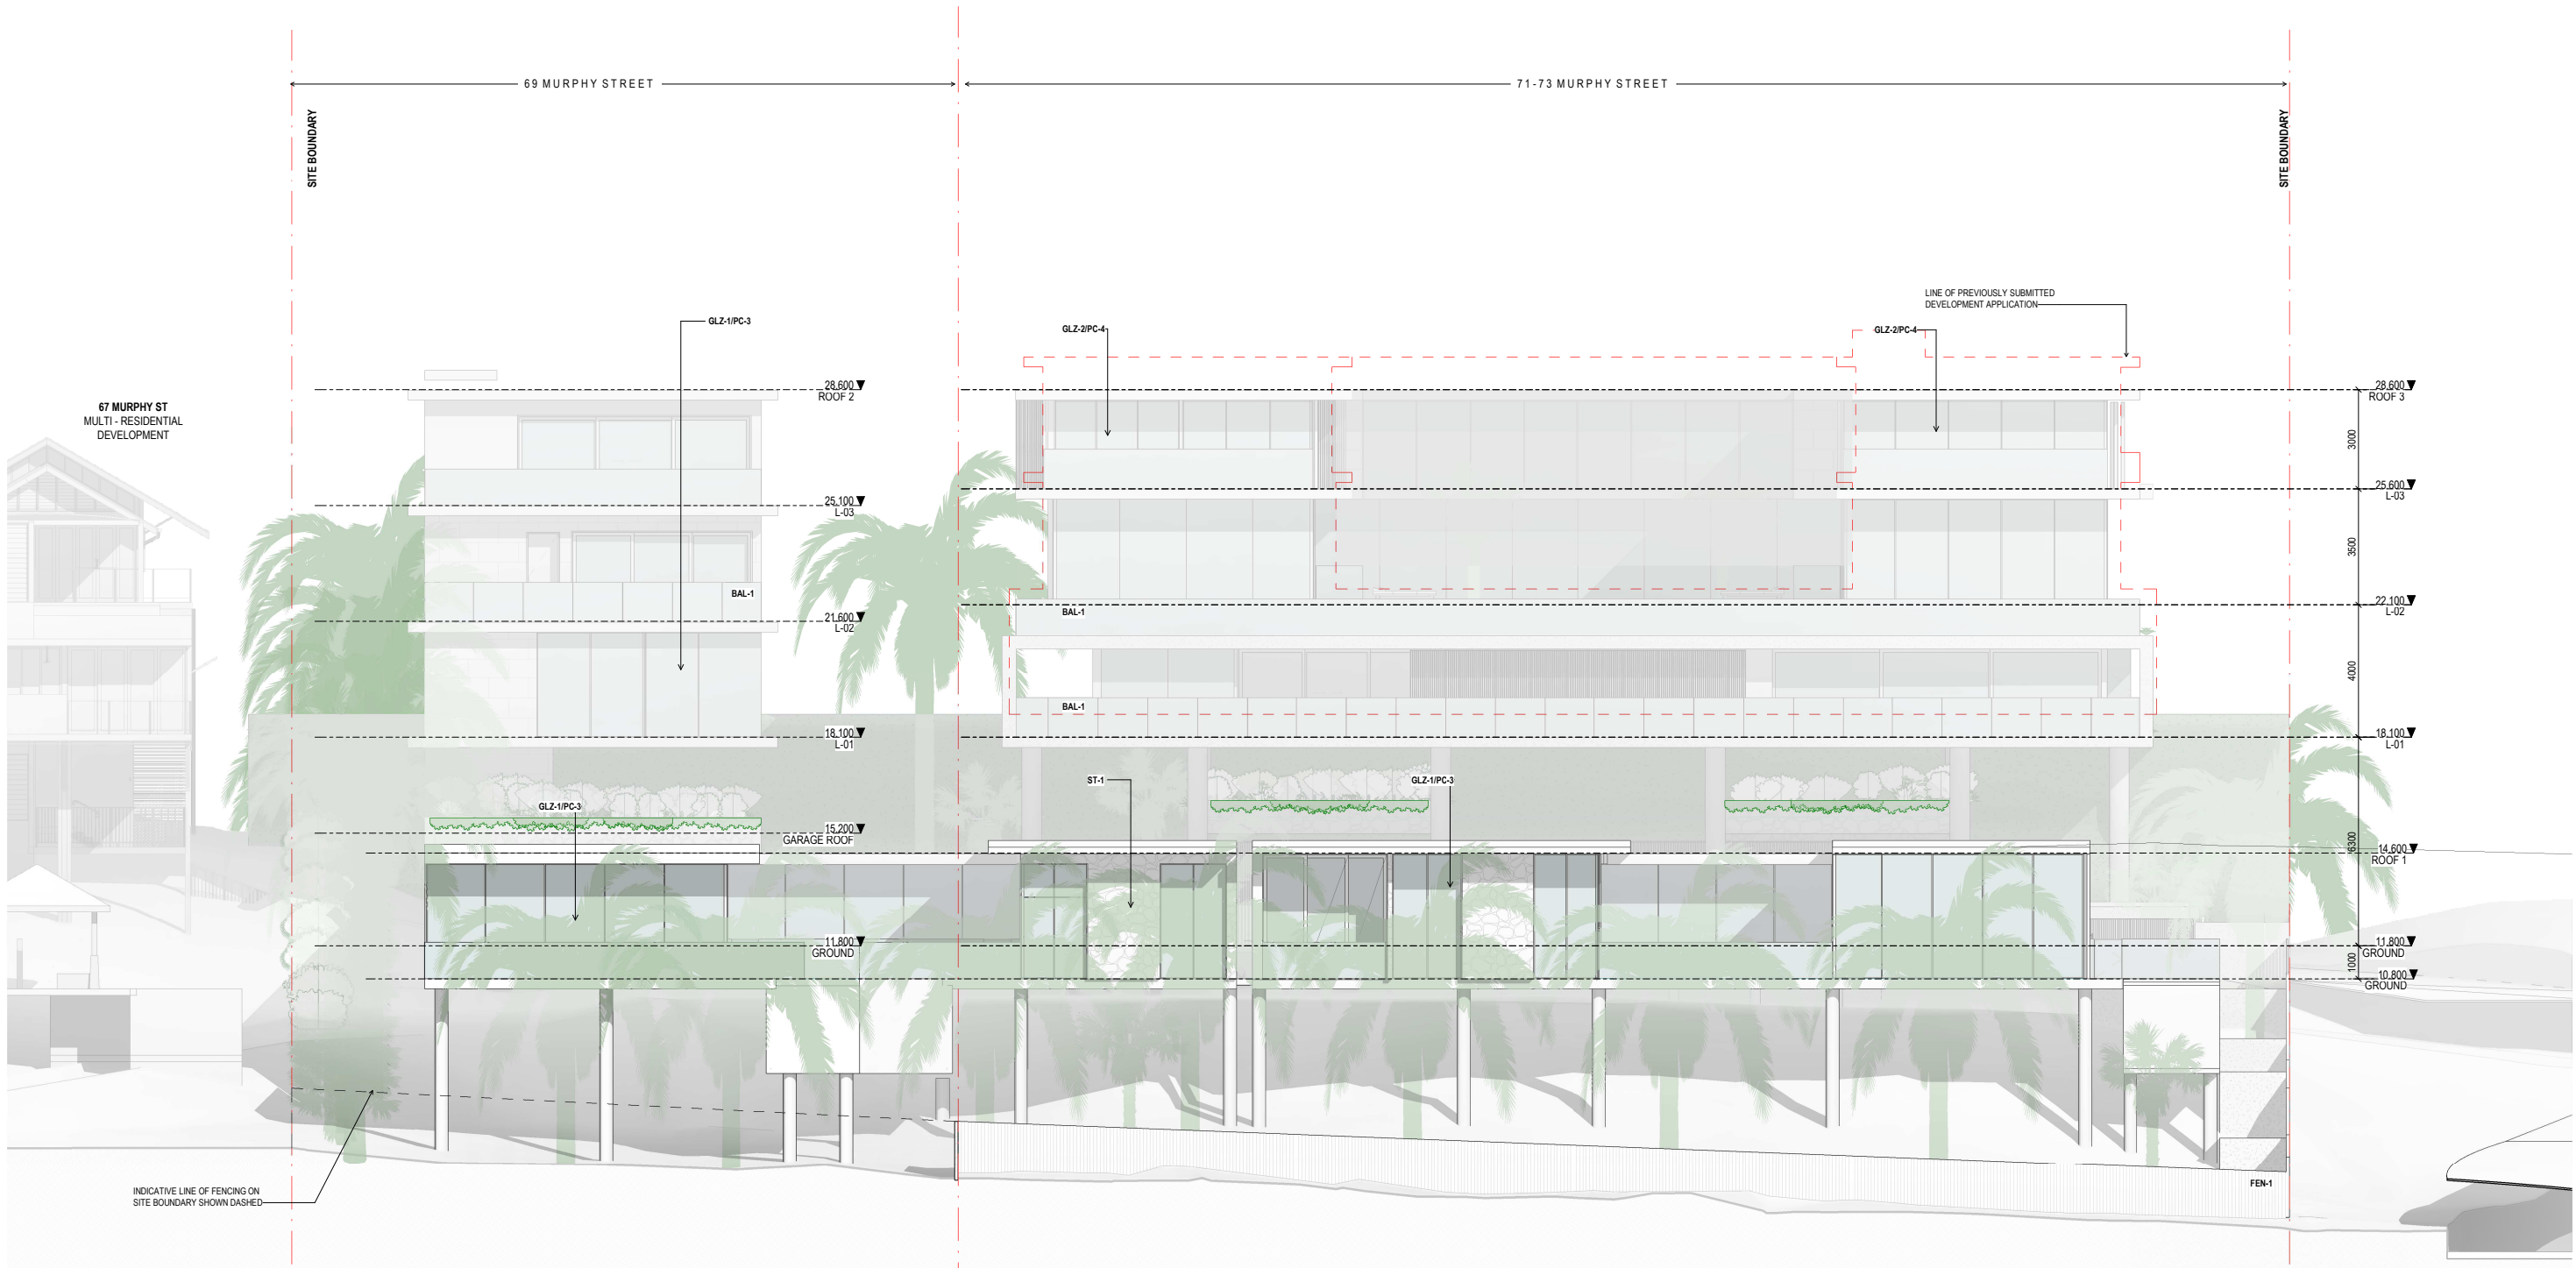 69 MURPHY STREET
71-73 MURPHY STREET
SITE BOUNDARY
SITE BOUNDARY
LINE OF PREVIOUSLY SUBMITTED
DEVELOPMENT APPLICATION
GLZ-1/PC-3
GLZ-2/PC-4
GLZ-2/PC-4
67 MURPHY ST
MULTI - RESIDENTIAL
DEVELOPMENT
28.600
ROOF 2
28.600
ROOF 3
3000
25.100
L-03
25.600
L-03
3500
BAL-1
21.600
L-02
BAL-1
22.100
L-02
4000
BAL-1
18.100
L-01
18.100
L-01
ST-1
GLZ-1/PC-3
GLZ-1/PC-3
15.200
GARAGE ROOF
6300
14.600
ROOF 1
11.800
GROUND
11.800
GROUND
1000
10.800
GROUND
INDICATIVE LINE OF FENCING ON
SITE BOUNDARY SHOWN DASHED
FEN-1